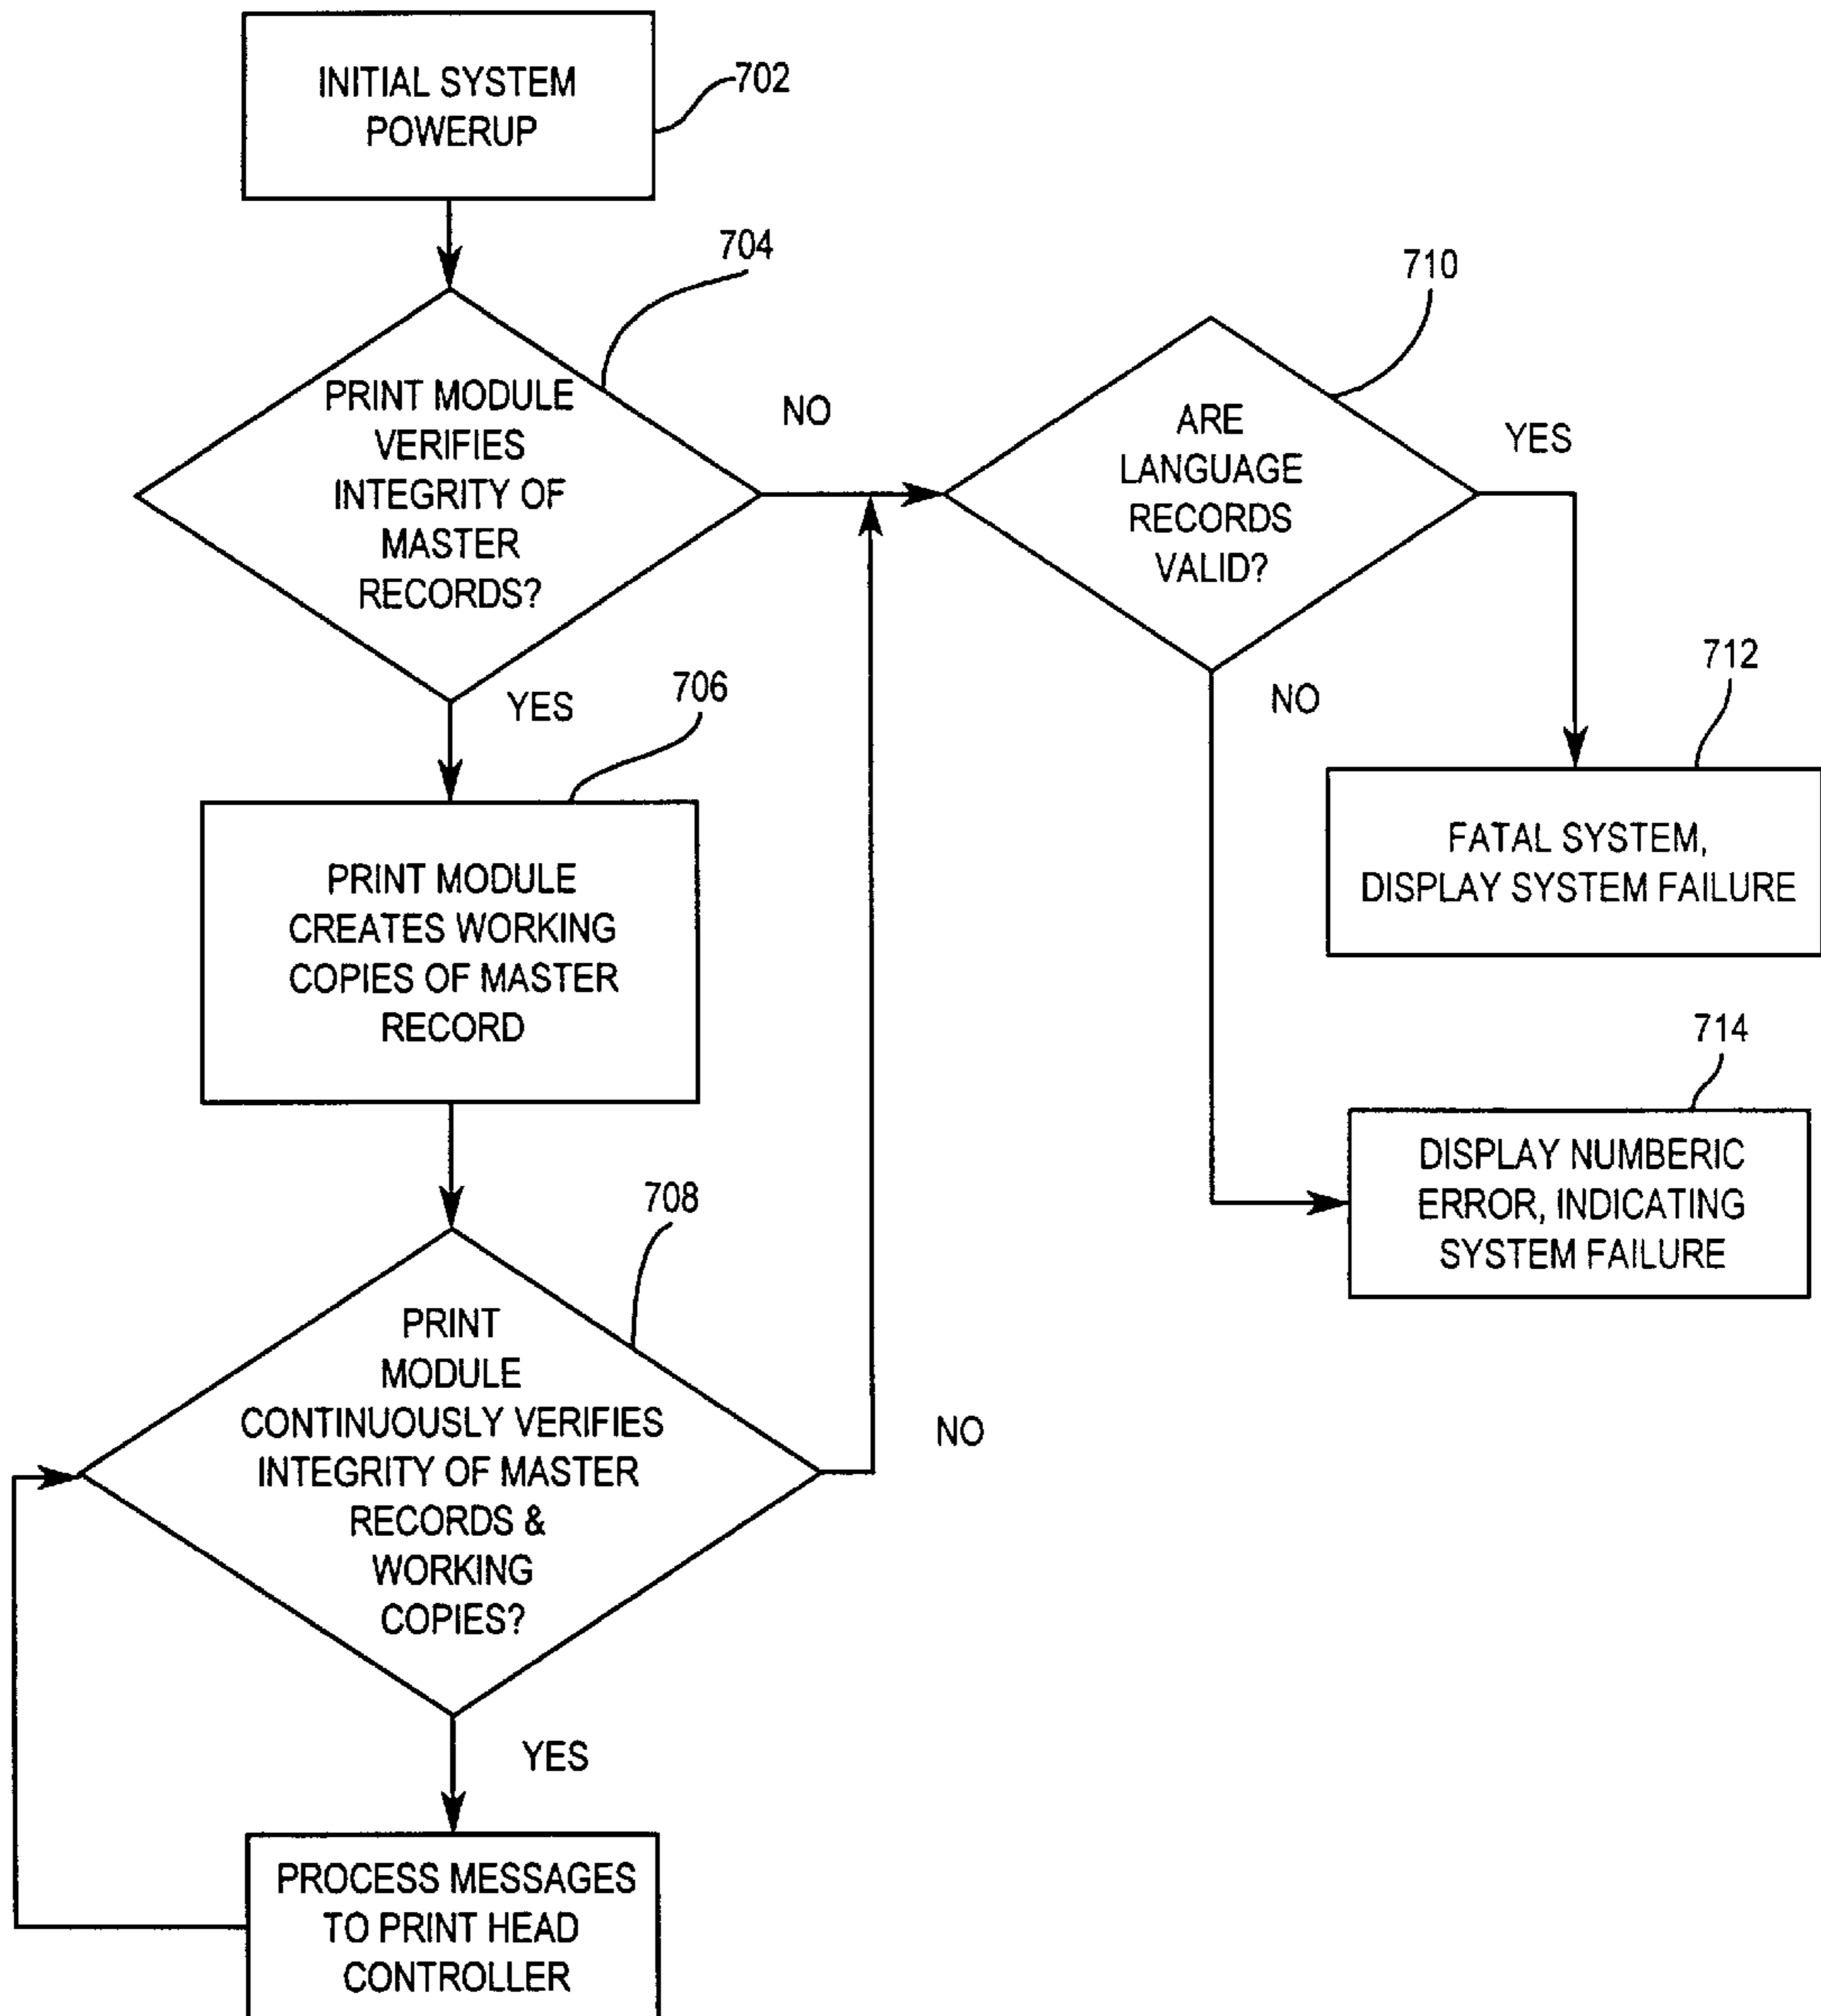 INITIAL SYSTEM
POWERUP
702
704
PRINT MODULE
VERIFIES
INTEGRITY OF
MASTER
RECORDS?
NO
YES
706
PRINT MODULE
CREATES WORKING
COPIES OF MASTER
RECORD
708
PRINT
MODULE
CONTINUOUSLY VERIFIES
INTEGRITY OF MASTER
RECORDS &
WORKING
COPIES?
NO
YES
PROCESS MESSAGES
TO PRINT HEAD
CONTROLLER
710
ARE
LANGUAGE
RECORDS
VALID?
YES
NO
712
FATAL SYSTEM,
DISPLAY SYSTEM FAILURE
714
DISPLAY NUMBERIC
ERROR, INDICATING
SYSTEM FAILURE